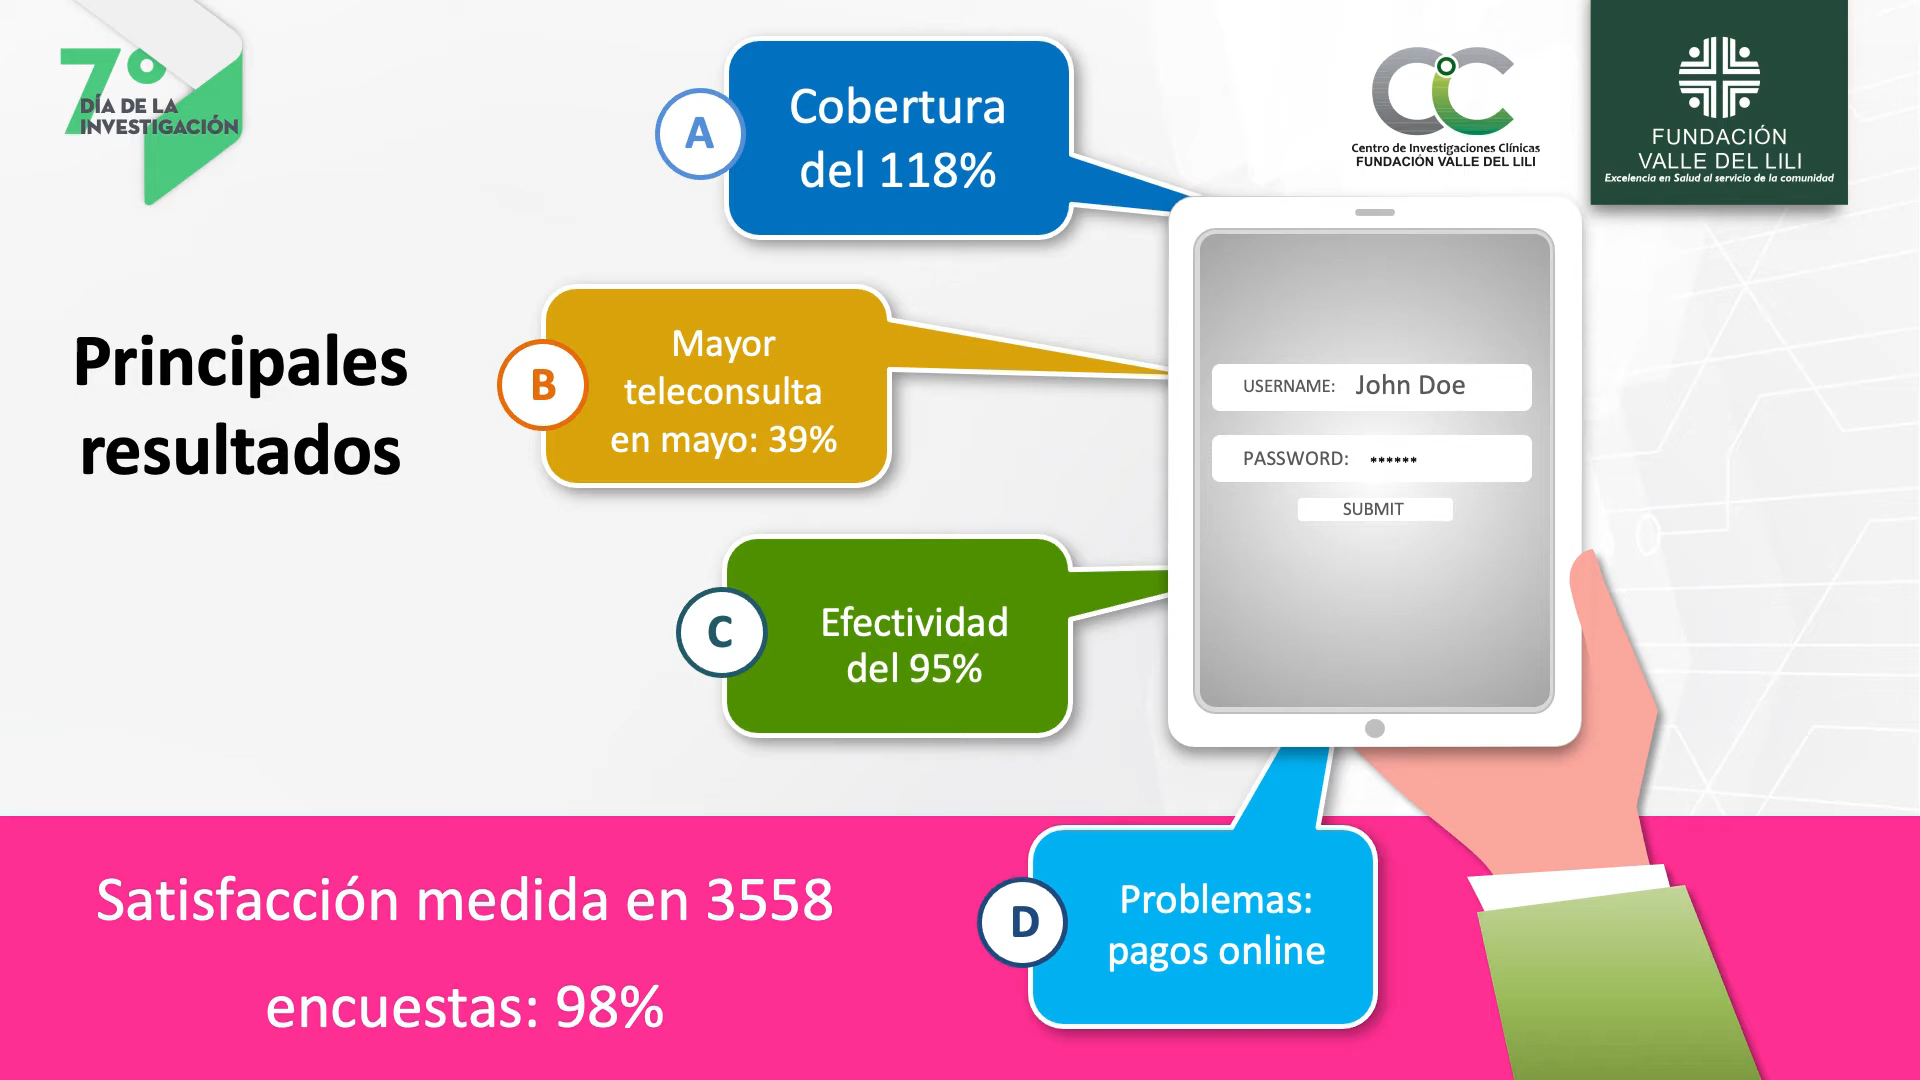 7°
DÍA DE LA
INVESTIGACIÓN
Centro de Investigaciones Clínicas
FUNDACIÓN VALLE DEL LILI
FUNDACIÓN
VALLE DEL LILI
Excelencia en Salud al servicio de la comunidad
Principales
resultados
A
Cobertura
del 118%
B
Mayor
teleconsulta
en mayo: 39%
C
Efectividad
del 95%
D
Problemas:
pagos online
USERNAME: John Doe
PASSWORD: ••••••
SUBMIT
Satisfacción medida en 3558
encuestas: 98%